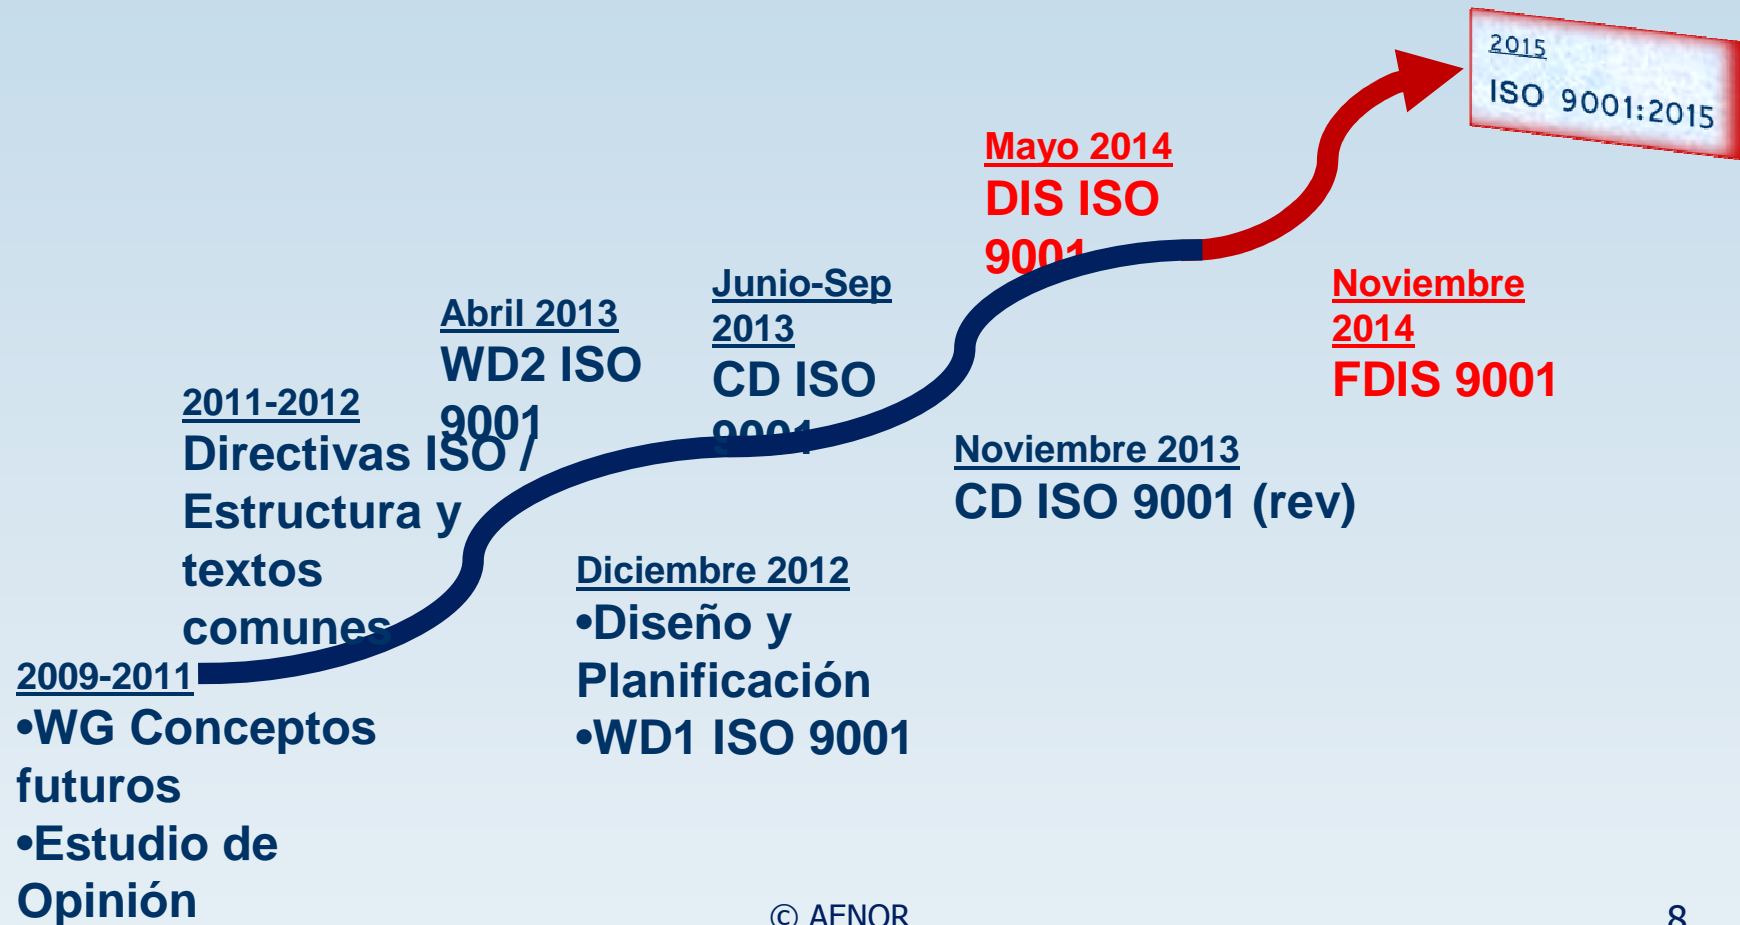 2015
ISO 9001:2015
Mayo 2014
DIS ISO
9001
Junio-Sep
2013
CD ISO
9001
Noviembre
2014
FDIS 9001
Abril 2013
WD2 ISO
9001
2011-2012
Directivas ISO /
Estructura y
textos
comunes
Noviembre 2013
CD ISO 9001 (rev)
Diciembre 2012
•Diseño y
Planificación
•WD1 ISO 9001
2009-2011
•WG Conceptos
futuros
•Estudio de
Opinión
© AENOR
8